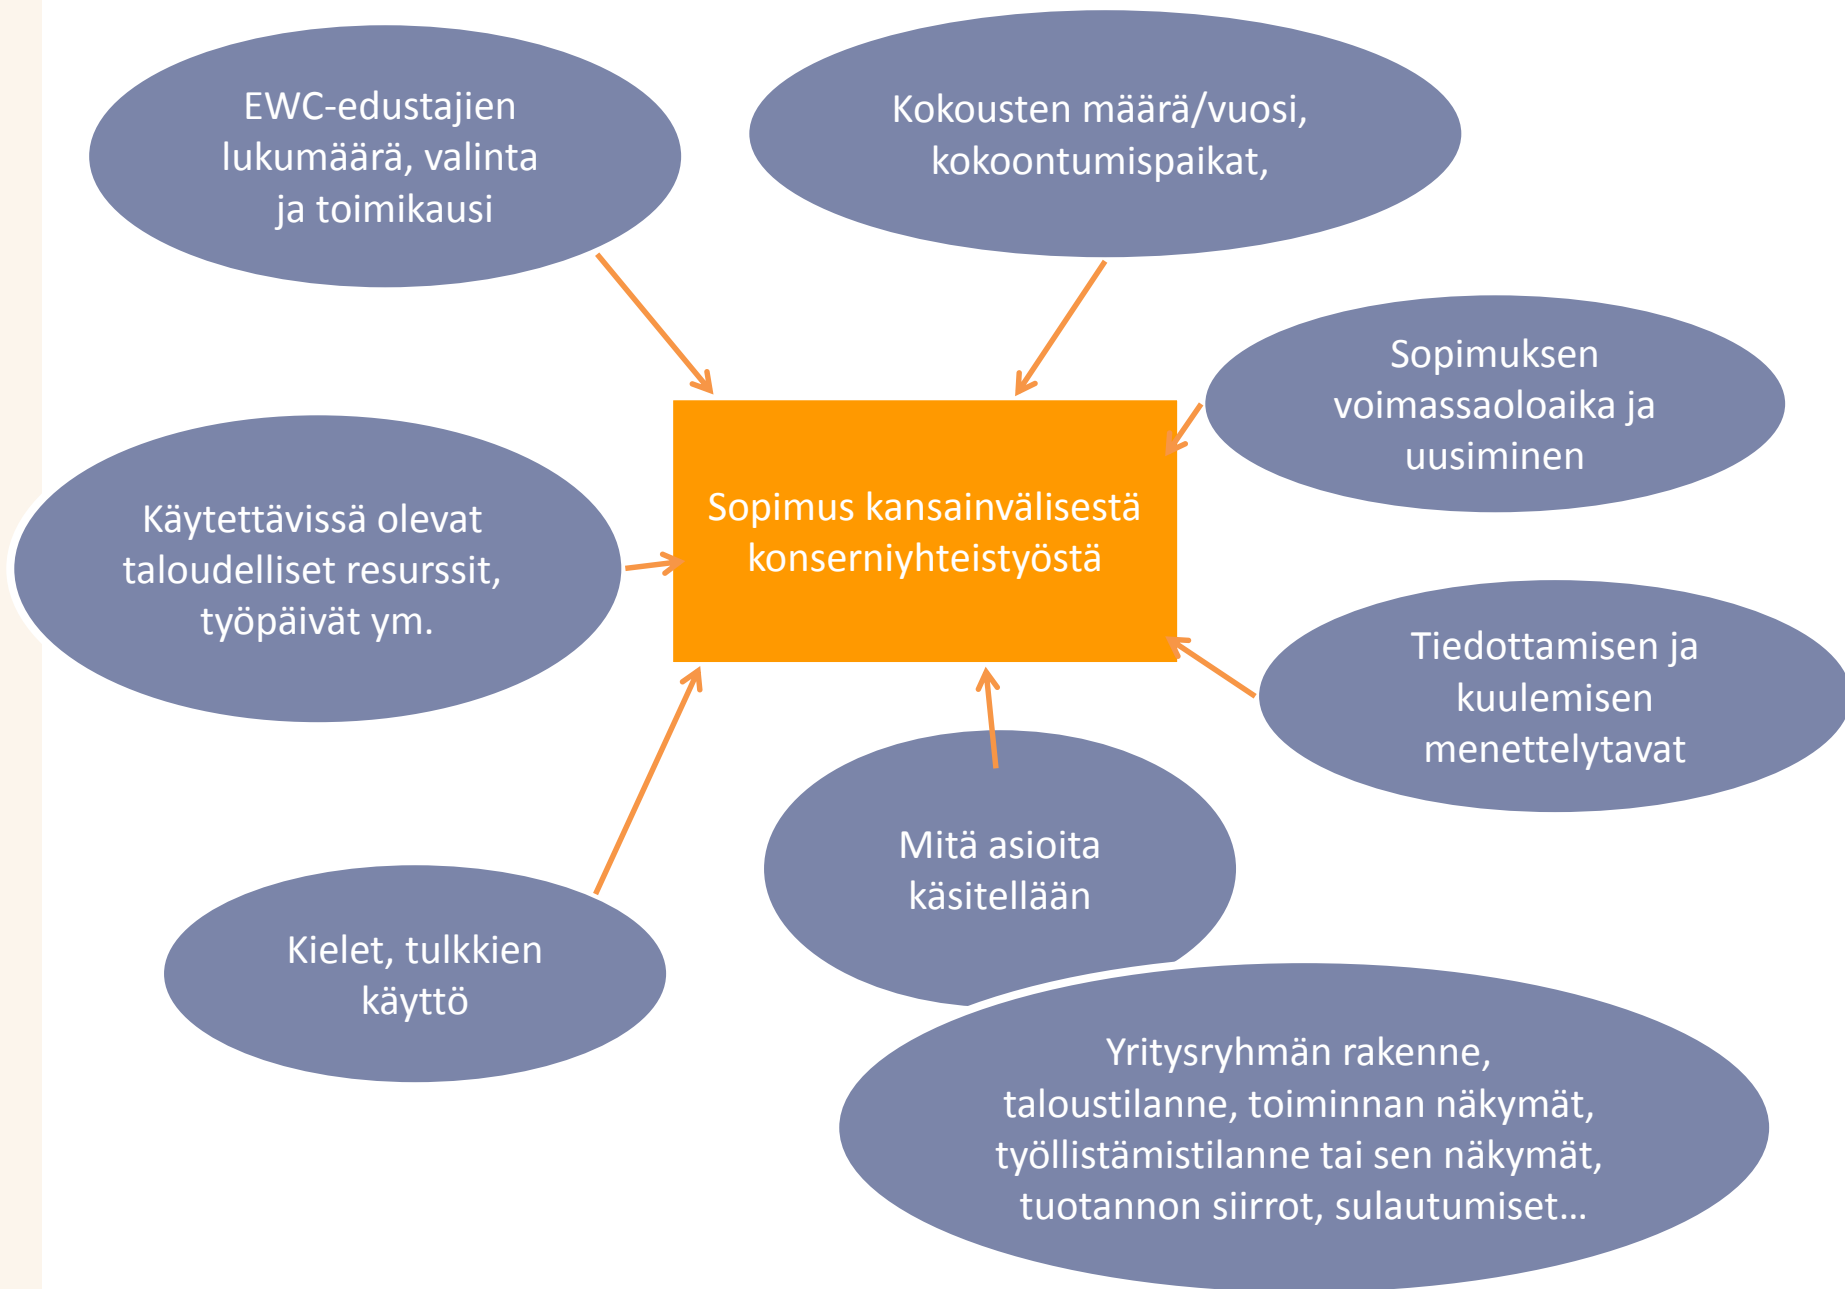 EWC-edustajien
lukumäärä, valinta
ja toimikausi
Kokousten määrä/vuosi,
kokoontumispaikat,
Sopimuksen
voimassaoloaika ja
uusiminen
Käytettävissä olevat
taloudelliset resurssit,
työpäivät ym.
Sopimus kansainvälisestä
konserniyhteistyöstä
Tiedottamisen ja
kuulemisen
menettelytavat
Mitä asioita
käsitellään
Kielet, tulkkien
käyttö
Yritysryhmän rakenne,
taloustilanne, toiminnan näkymät,
työllistämistilanne tai sen näkymät,
tuotannon siirrot, sulautumiset…